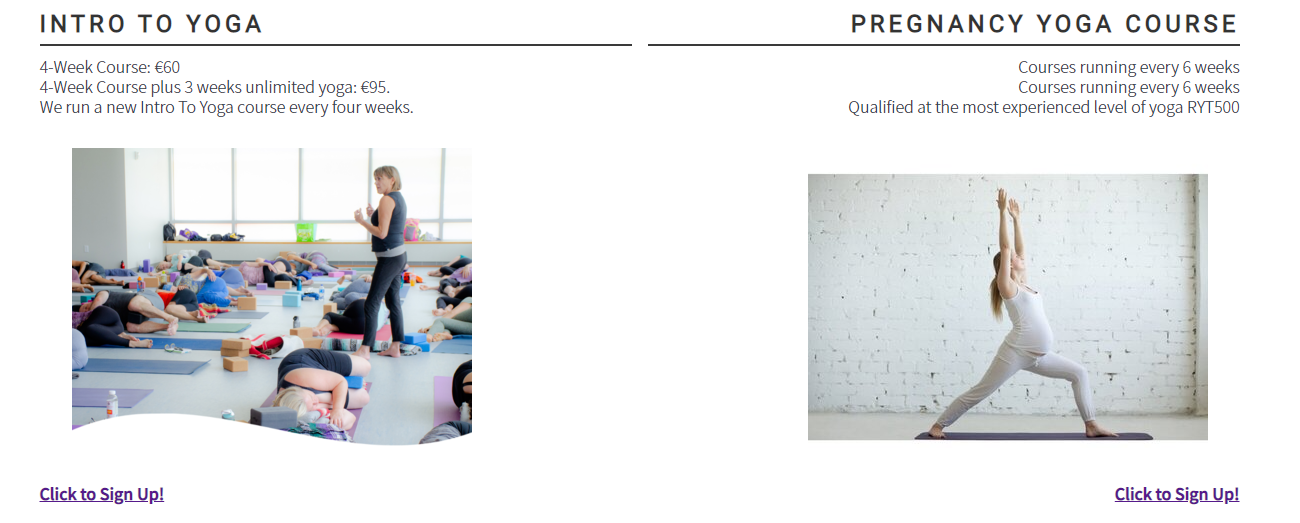 INTRO TO YOGA
4-Week Course: €60
4-Week Course plus 3 weeks unlimited yoga: €95.
We run a new Intro To Yoga course every four weeks.
Click to Sign Up!
PREGNANCY YOGA COURSE
Courses running every 6 weeks
Courses running every 6 weeks
Qualified at the most experienced level of yoga RYT500
Click to Sign Up!